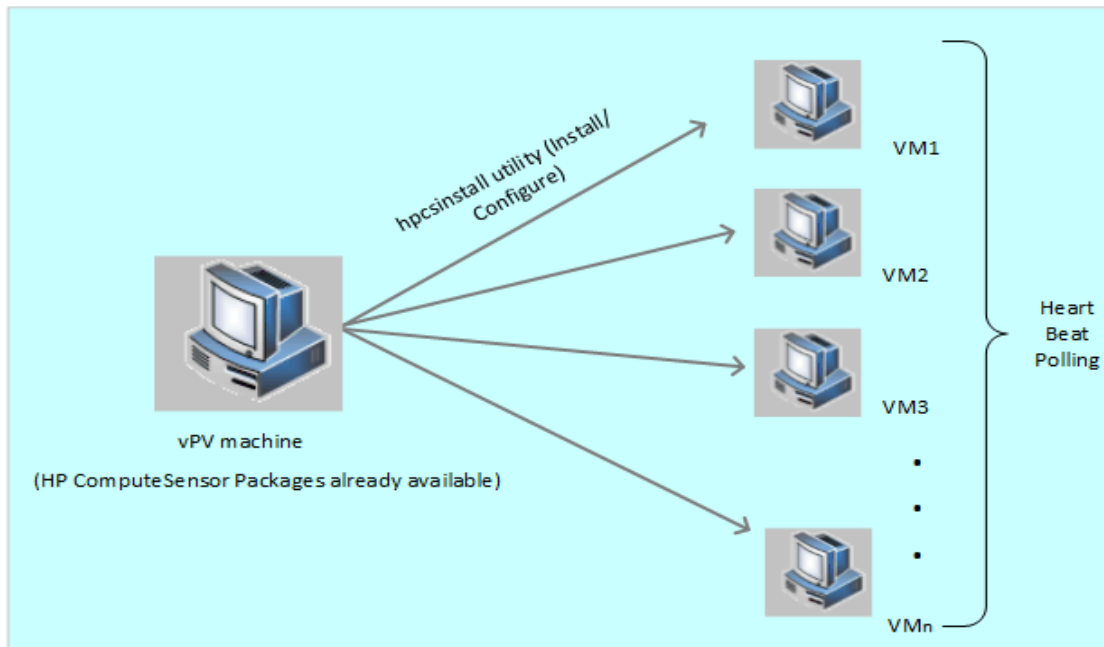 hpcsinstall utility (Install/
Configure)
VM1
VM2
VM3
VMn
Heart
Beat
Polling
vPV machine
(HP ComputeSensor Packages already available)